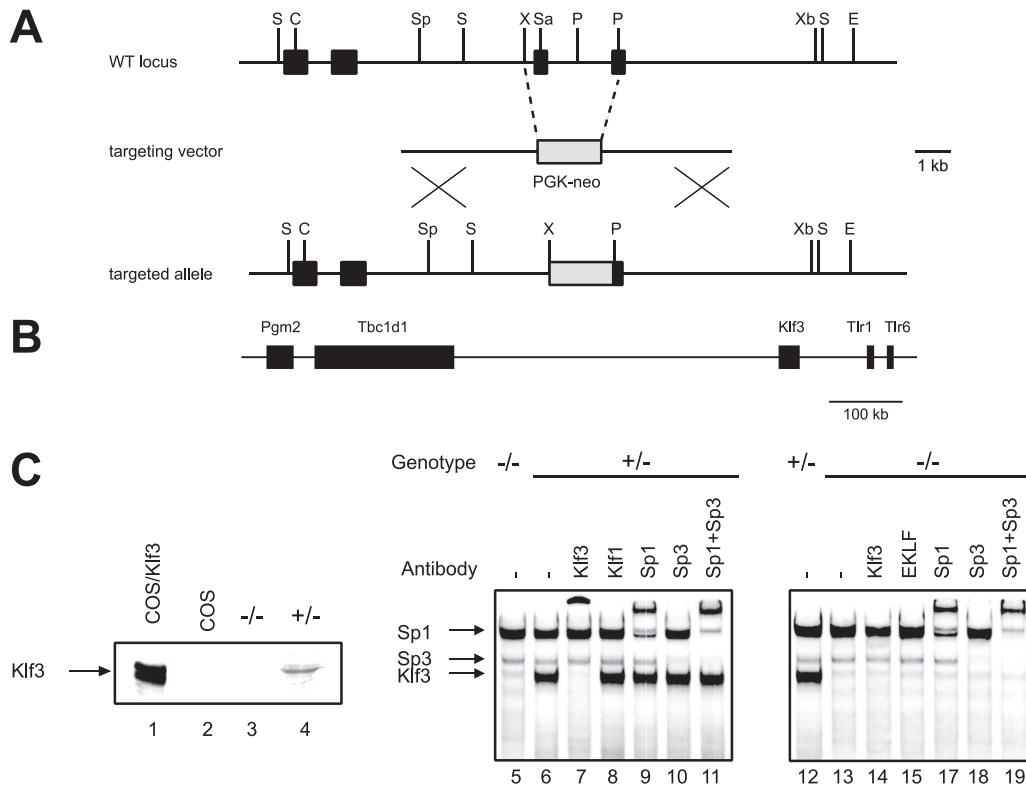 A
S C Sp S X Sa P P Xb S E
WT locus
targeting vector
PGK-neo
1 kb
S C Sp S X P Xb S E
targeted allele
B
Pgm2 Tbc1d1 Klf3 Tlr1 Tlr6
100 kb
C
Genotype -/- +/- +/- -/-
Antibody - - Klf3 Klf1 Sp1 Sp3 Sp1+Sp3 - - Klf3 EKLF Sp1 Sp3 Sp1+Sp3
COS/Klf3 COS -/- +/-
Sp1
Sp3
Klf3
Klf3
1 2 3 4
5 6 7 8 9 10 11 12 13 14 15 17 18 19